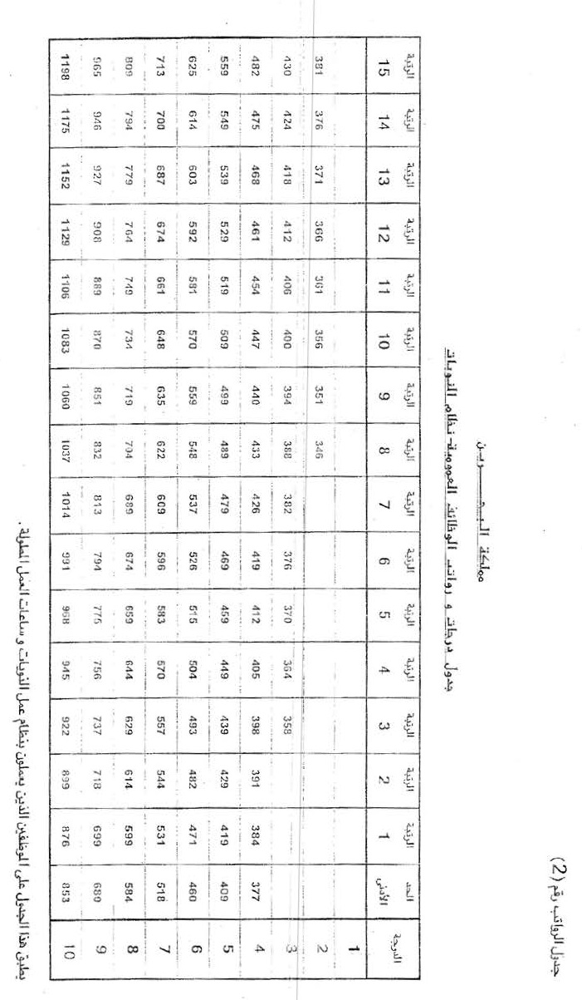 جدول الرواتب رقم (2)
مملكة البحــــرين
جدول درجات و رواتب الوظائف العمومية- نظام النوبات
الدرجة الحد الأدنى الرتبة 1 الرتبة 2 الرتبة 3 الرتبة 4 الرتبة 5 الرتبة 6 الرتبة 7 الرتبة 8 الرتبة 9 الرتبة 10 الرتبة 11 الرتبة 12 الرتبة 13 الرتبة 14 الرتبة 15
1
2 346 351 356 361 366 371 376 381
3 358 364 370 376 382 388 394 400 406 412 418 424 430
4 377 384 391 398 405 412 419 426 433 440 447 454 461 468 475 482
5 409 419 429 439 449 459 469 479 489 499 509 519 529 539 549 559
6 460 471 482 493 504 515 526 537 548 559 570 581 592 603 614 625
7 518 531 544 557 570 583 596 609 622 635 648 661 674 687 700 713
8 584 599 614 629 644 659 674 689 704 719 734 749 764 779 794 809
9 680 699 718 737 756 775 794 813 832 851 870 889 908 927 946 965
10 853 876 899 922 945 968 991 1014 1037 1060 1083 1106 1129 1152 1175 1198
يطبق هذا الجدول على الموظفين الذين يعملون بنظام عمل النوبات و ساعات العمل المطولة .